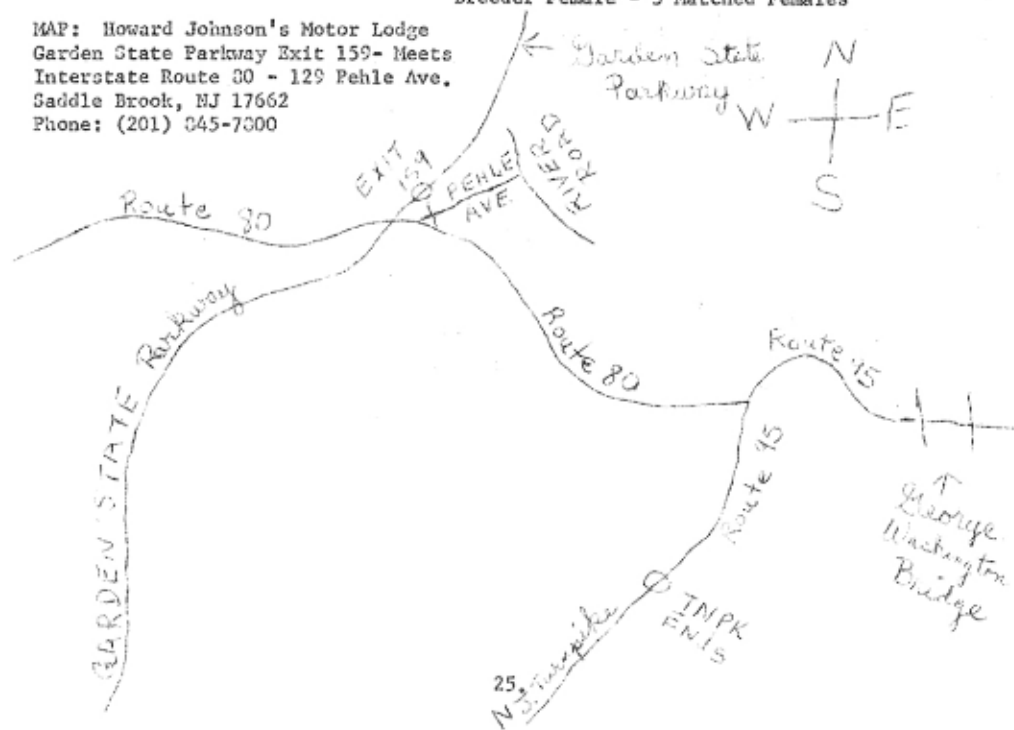 Breeder Female - 3 Matched Females
MAP: Howard Johnson's Motor Lodge
Garden State Parkway Exit 159- Meets
Interstate Route 80 - 129 Pehle Ave.
Saddle Brook, NJ 17662
Phone: (201) 845-7800
Garden State
Parkway
N
W E
S
EXIT
159
PEHLE
AVE.
RIVER
ROAD
Route 80
GARDEN STATE Parkway
Route 80
Route 95
Route 95
George
Washington
Bridge
TNPK
ENDS
N.J. Turnpike
25.